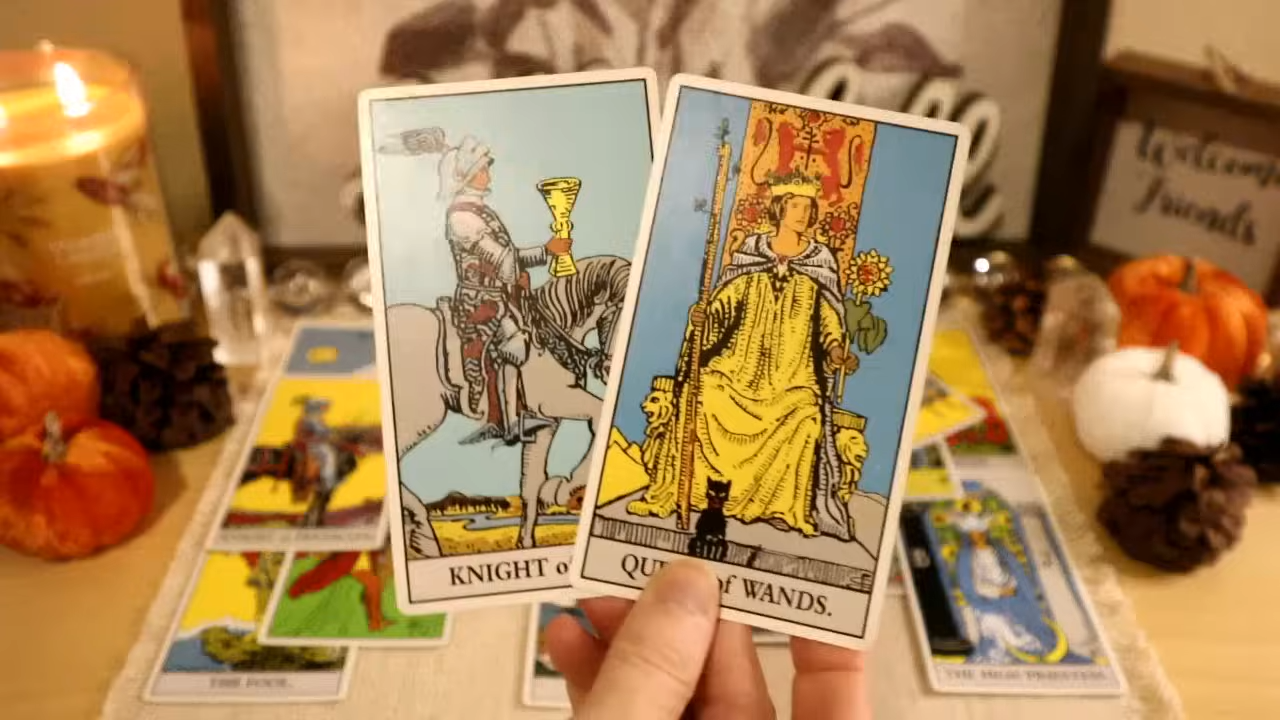 Welcome
Friends
KNIGHT of
QU of WANDS.
THE FOOL.
THE HIGH PRIESTESS